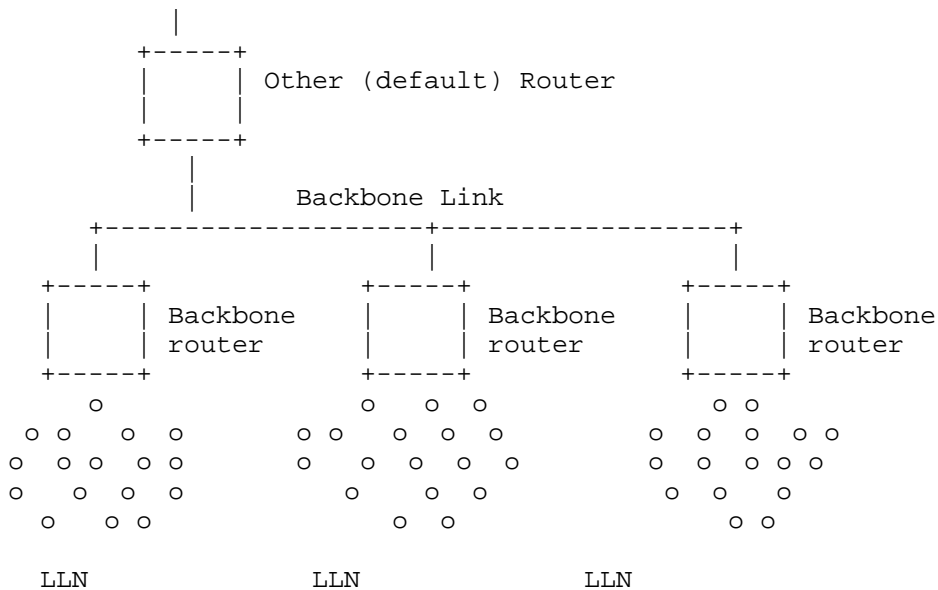 Other (default) Router
Backbone Link
Backbone Backbone Backbone
router router router
o o o o o o
o o o o o o o o o o o o o o
o o o o o o o o o o o o o o o
o o o o o o o o o o
o o o o o o o
LLN LLN LLN